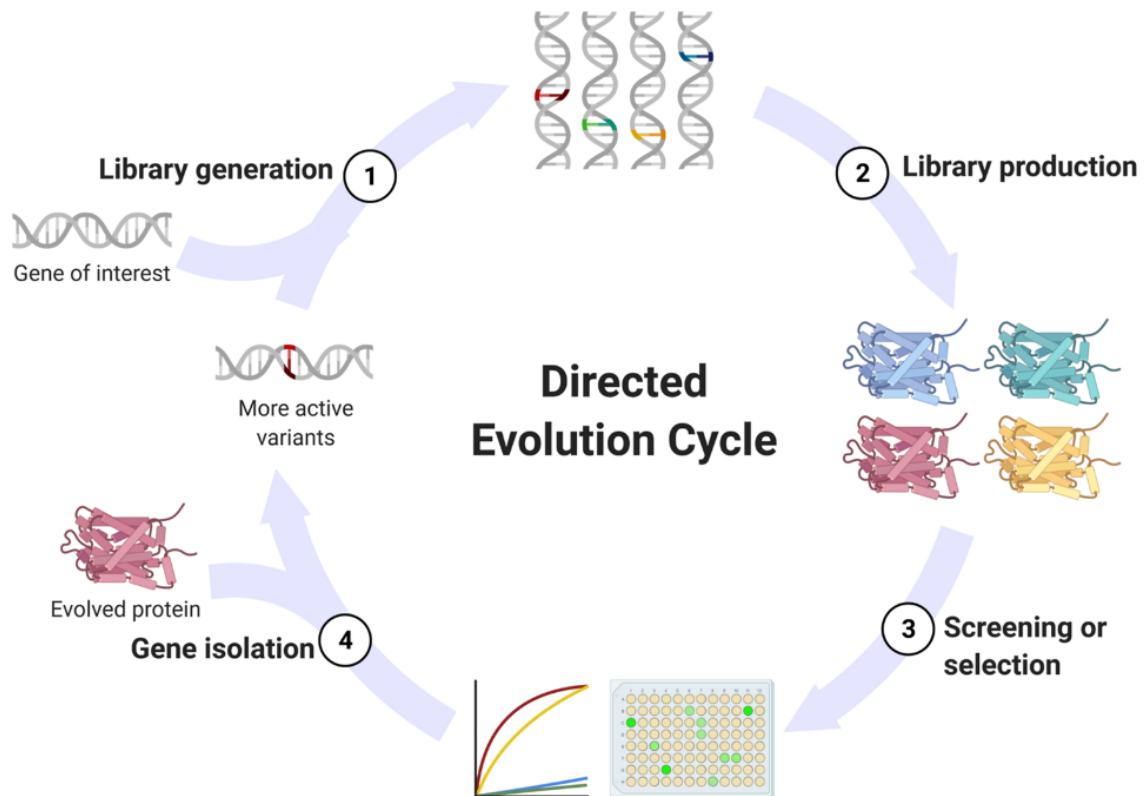 Library generation
1
Gene of interest
2
Library production
More active
variants
Directed
Evolution Cycle
Evolved protein
Gene isolation
4
3
Screening or
selection